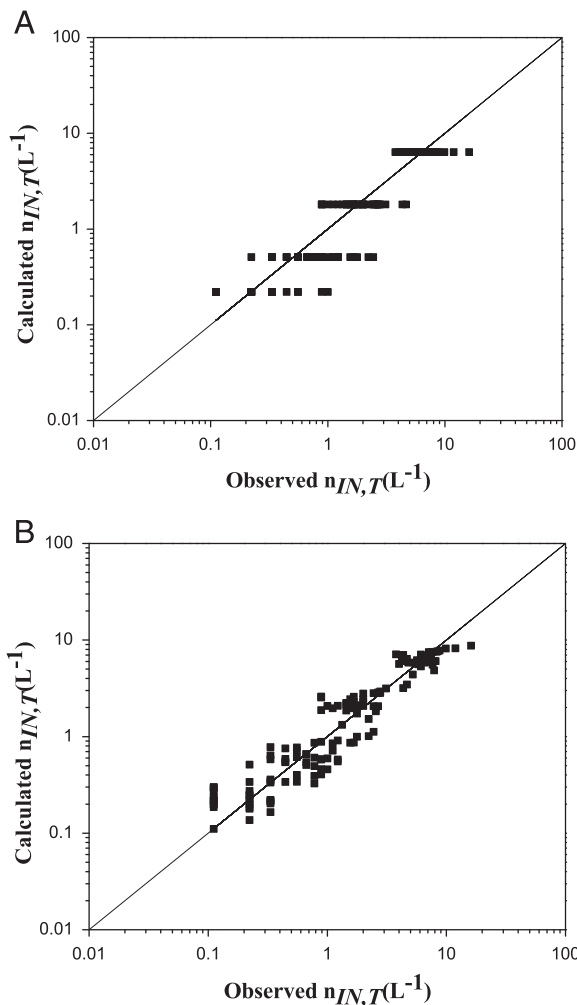 A
100
10
1
0.1
0.01
0.01 0.1 1 10 100
Calculated n_{IN,T}(L^{-1})
Observed n_{IN,T}(L^{-1})
B
100
10
1
0.1
0.01
0.01 0.1 1 10 100
Calculated n_{IN,T}(L^{-1})
Observed n_{IN,T}(L^{-1})